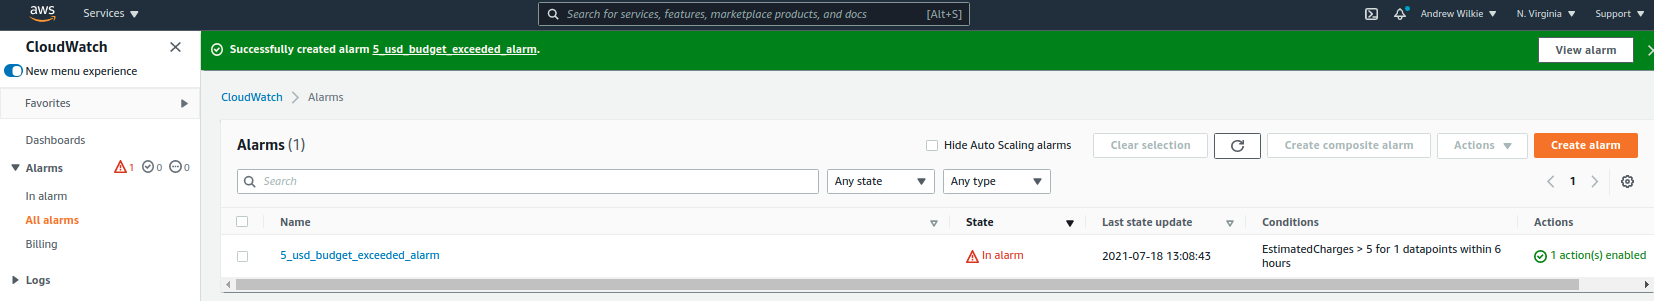 aws
Services
Search for services, features, marketplace products, and docs
[Alt+S]
Andrew Wilkie
N. Virginia
Support
CloudWatch
New menu experience
Favorites
Dashboards
Alarms
1
0
0
In alarm
All alarms
Billing
Logs
Successfully created alarm 5_usd_budget_exceeded_alarm.
View alarm
CloudWatch
Alarms
Alarms (1)
Hide Auto Scaling alarms
Clear selection
Create composite alarm
Actions
Create alarm
Search
Any state
Any type
1
Name
State
Last state update
Conditions
Actions
5_usd_budget_exceeded_alarm
In alarm
2021-07-18 13:08:43
EstimatedCharges > 5 for 1 datapoints within 6
hours
1 action(s) enabled